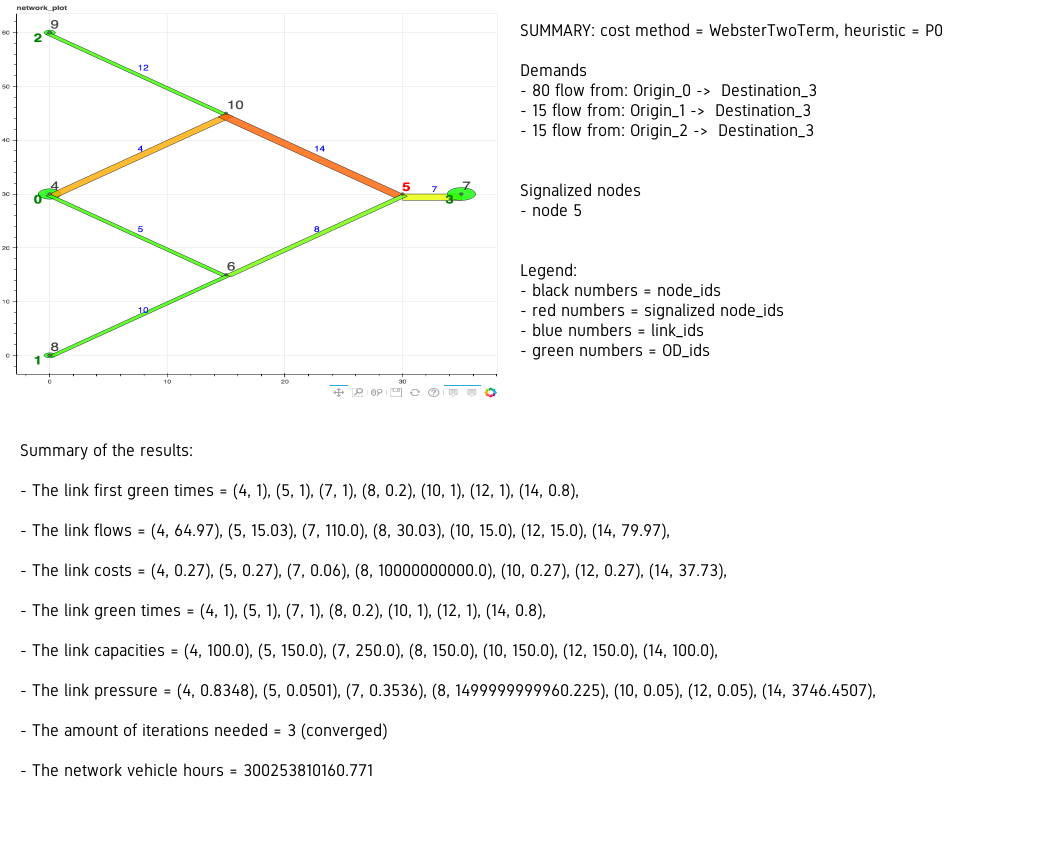 network_plot
9
2
12
10
60
50
4
14
40
4
0
5
7
7
3
30
5
8
20
6
10
10
8
1
0
0
10
20
30
SUMMARY: cost method = WebsterTwoTerm, heuristic = P0
Demands
- 80 flow from: Origin_0 -> Destination_3
- 15 flow from: Origin_1 -> Destination_3
- 15 flow from: Origin_2 -> Destination_3
Signalized nodes
- node 5
Legend:
- black numbers = node_ids
- red numbers = signalized node_ids
- blue numbers = link_ids
- green numbers = OD_ids
Summary of the results:
- The link first green times = (4, 1), (5, 1), (7, 1), (8, 0.2), (10, 1), (12, 1), (14, 0.8),
- The link flows = (4, 64.97), (5, 15.03), (7, 110.0), (8, 30.03), (10, 15.0), (12, 15.0), (14, 79.97),
- The link costs = (4, 0.27), (5, 0.27), (7, 0.06), (8, 10000000000.0), (10, 0.27), (12, 0.27), (14, 37.73),
- The link green times = (4, 1), (5, 1), (7, 1), (8, 0.2), (10, 1), (12, 1), (14, 0.8),
- The link capacities = (4, 100.0), (5, 150.0), (7, 250.0), (8, 150.0), (10, 150.0), (12, 150.0), (14, 100.0),
- The link pressure = (4, 0.8348), (5, 0.0501), (7, 0.3536), (8, 1499999999960.225), (10, 0.05), (12, 0.05), (14, 3746.4507),
- The amount of iterations needed = 3 (converged)
- The network vehicle hours = 300253810160.771